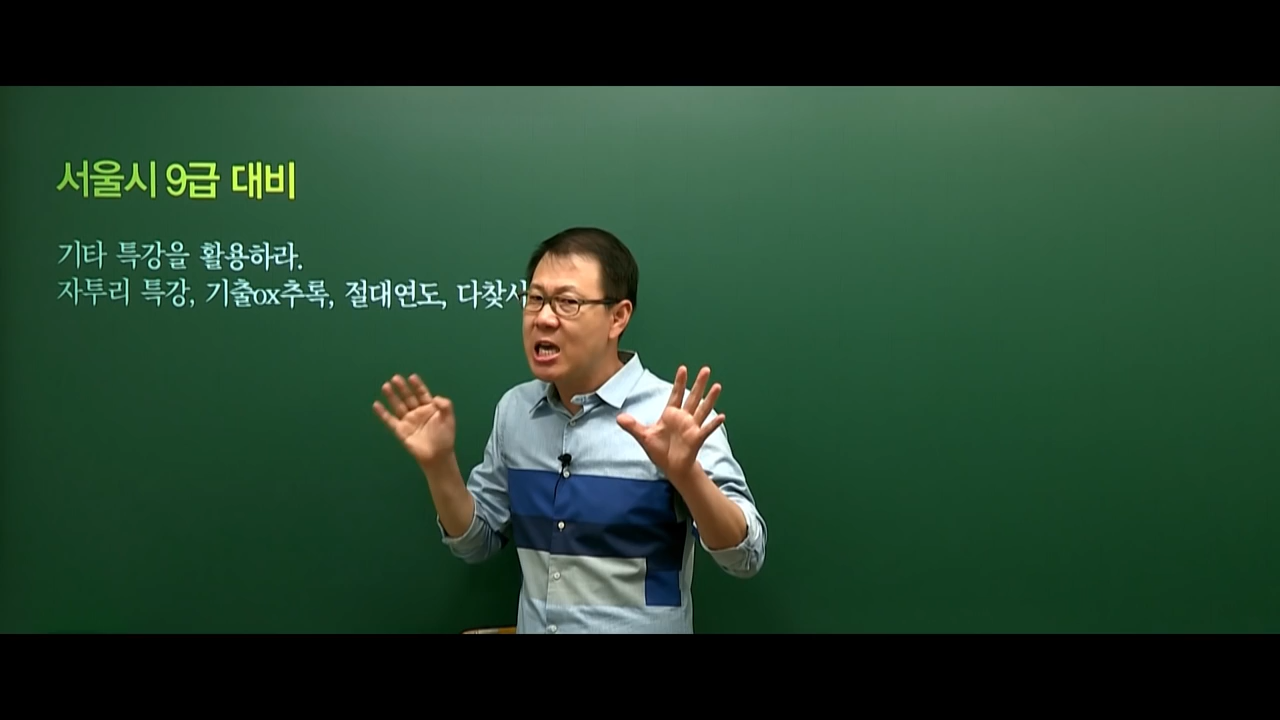 서울시 9급 대비
기타 특강을 활용하라.
자투리 특강, 기출ox추록, 절대연도,